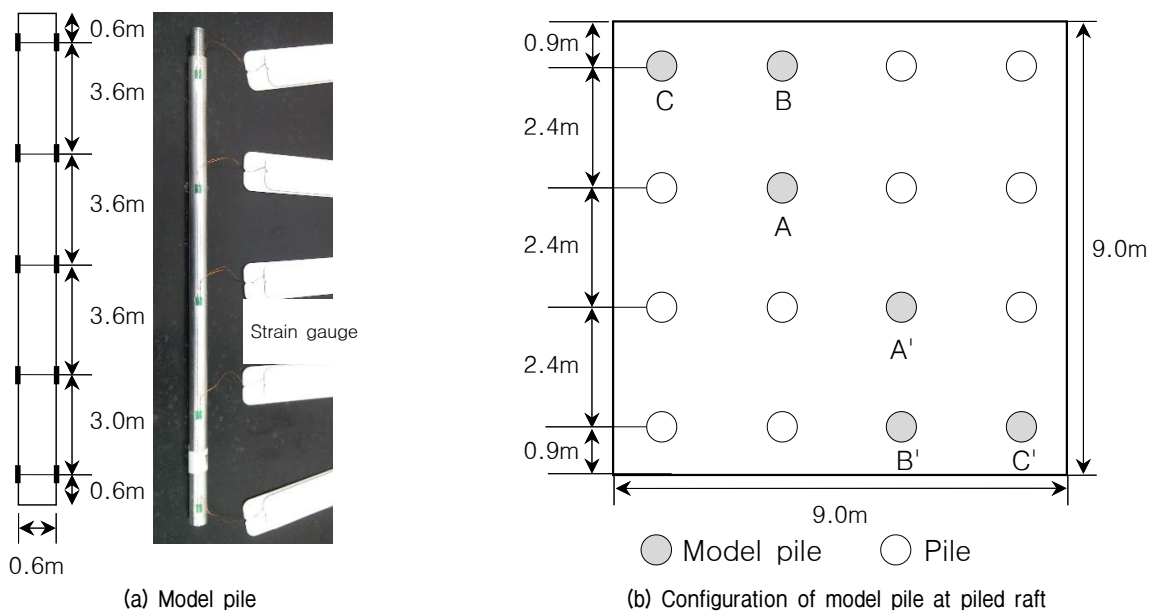 0.6m
3.6m
3.6m
3.6m
3.0m
0.6m
0.6m
Strain gauge
(a) Model pile
0.9m
2.4m
2.4m
2.4m
0.9m
C
B
A
A'
B'
C'
9.0m
9.0m
Model pile
Pile
(b) Configuration of model pile at piled raft